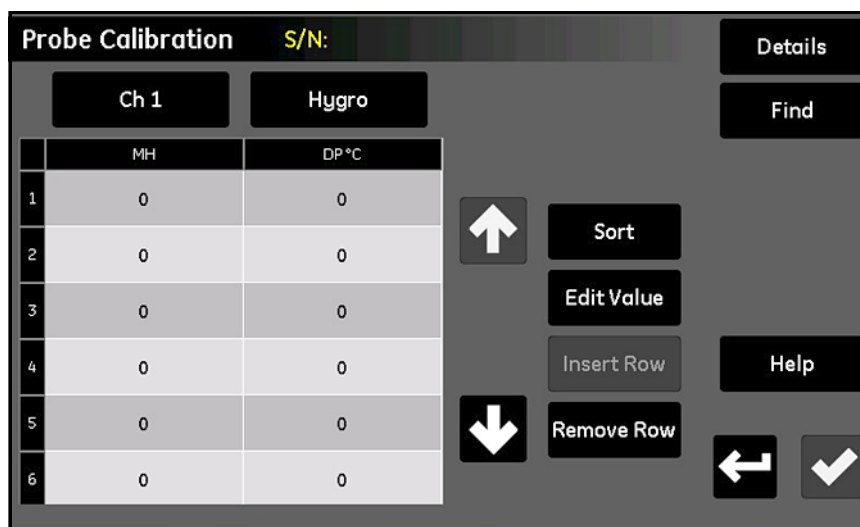 Probe Calibration S/N:
Details
Ch 1 Hygro
Find
MH DP°C
1 0 0
2 0 0
3 0 0
4 0 0
5 0 0
6 0 0
Sort
Edit Value
Insert Row
Remove Row
Help